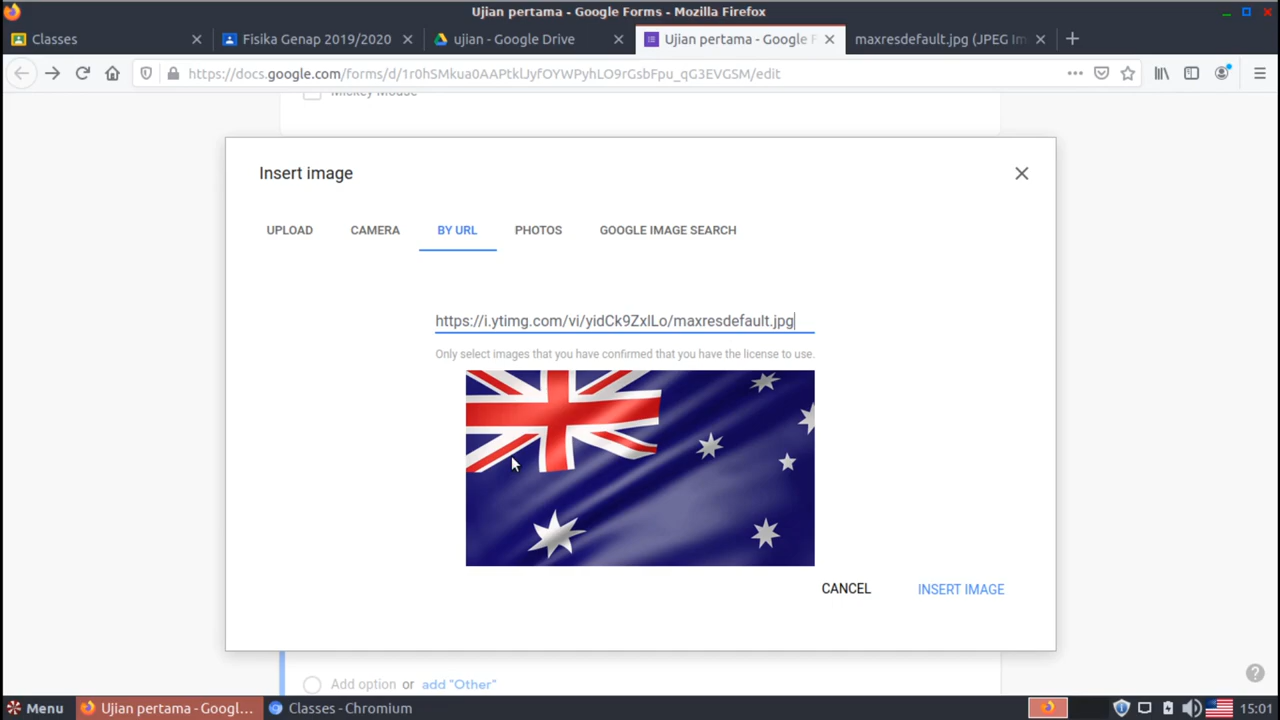 Ujian pertama - Google Forms - Mozilla Firefox
Classes
Fisika Genap 2019/2020
ujian - Google Drive
Ujian pertama - Google F
maxresdefault.jpg (JPEG Im
https://docs.google.com/forms/d/1r0hSMkua0AAPtklJyfOYWPyhLO9rGsbFpu_qG3EVGSM/edit
Mickey Mouse
Insert image
UPLOAD
CAMERA
BY URL
PHOTOS
GOOGLE IMAGE SEARCH
https://i.ytimg.com/vi/yidCk9ZxlLo/maxresdefault.jpg
Only select images that you have confirmed that you have the license to use.
CANCEL
INSERT IMAGE
Add option or add "Other"
Menu
Ujian pertama - Googl...
Classes - Chromium
15:01